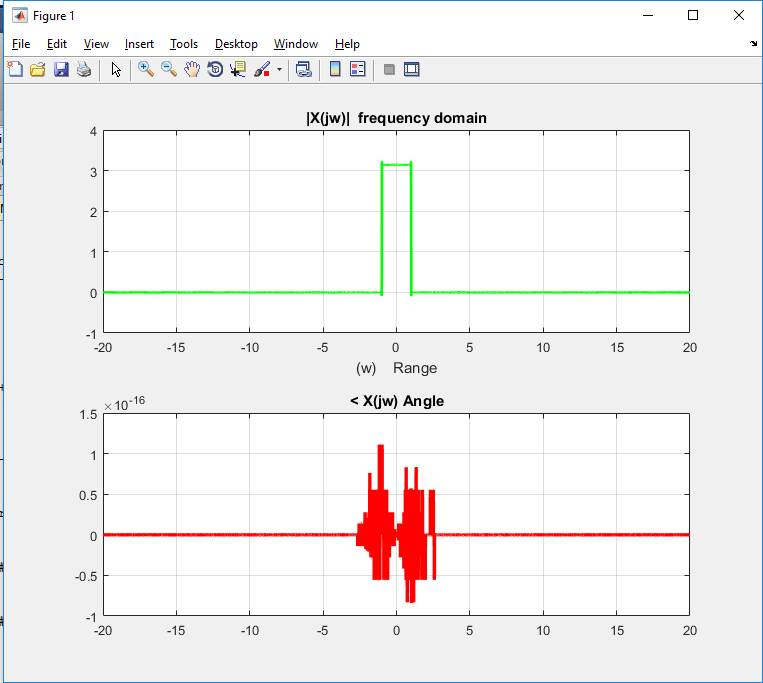 Figure 1
File Edit View Insert Tools Desktop Window Help
|X(jw)| frequency domain
4
3
2
1
0
-1
-20 -15 -10 -5 0 5 10 15 20
(w) Range
< X(jw) Angle
×10-16
1.5
1
0.5
0
-0.5
-1
-20 -15 -10 -5 0 5 10 15 20